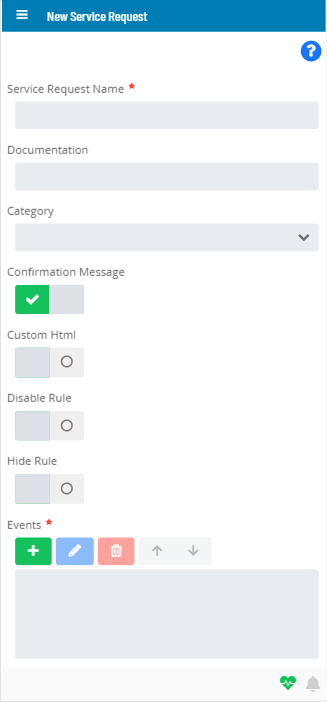 New Service Request
?
Service Request Name *
Documentation
Category
Confirmation Message
Custom Html
Disable Rule
Hide Rule
Events *